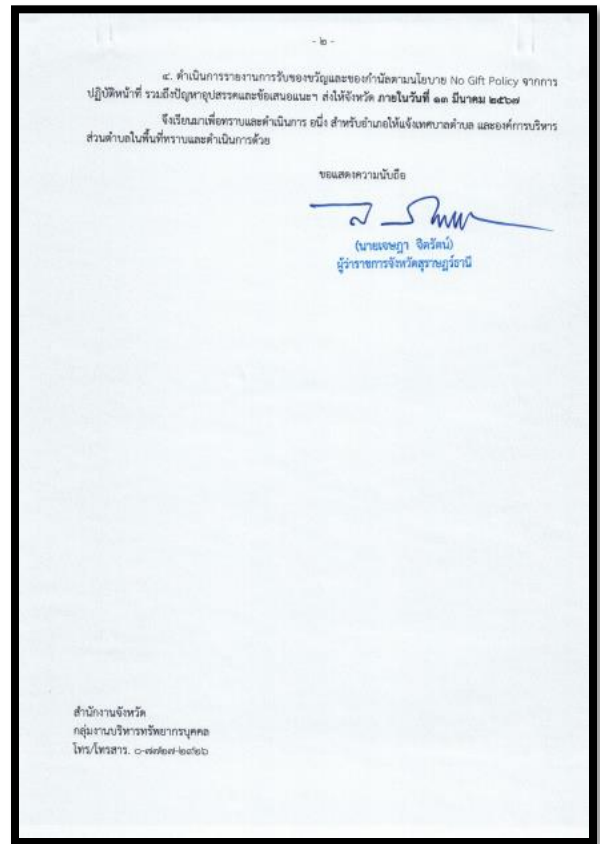 - ๒ -
๔. ดำเนินการรายงานการรับของขวัญและของกำนัลตามนโยบาย No Gift Policy จากการ
ปฏิบัติหน้าที่ รวมถึงปัญหาอุปสรรคและข้อเสนอแนะฯ ส่งให้จังหวัด ภายในวันที่ ๑๓ มีนาคม ๒๕๖๗
จึงเรียนมาเพื่อทราบและดำเนินการ อนึ่ง สำหรับอำเภอให้แจ้งเทศบาลตำบล และองค์การบริหาร
ส่วนตำบลในพื้นที่ทราบและดำเนินการด้วย
ขอแสดงความนับถือ
(นายเจษฎา จิตรัตน์)
ผู้ว่าราชการจังหวัดสุราษฎร์ธานี
สำนักงานจังหวัด
กลุ่มงานบริหารทรัพยากรบุคคล
โทร/โทรสาร.